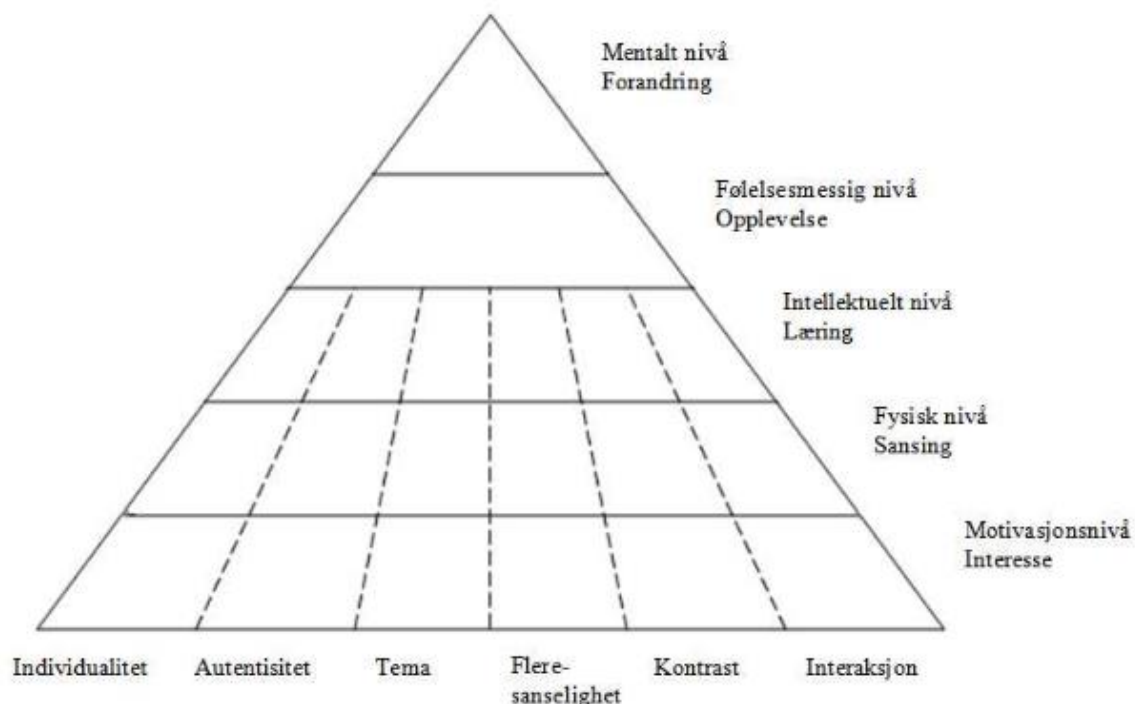 Mentalt nivå
Forandring
Følelsesmessig nivå
Opplevelse
Intellektuelt nivå
Læring
Fysisk nivå
Sansing
Motivasjonsnivå
Interesse
Individualitet
Autentisitet
Tema
Flere-
sanselighet
Kontrast
Interaksjon